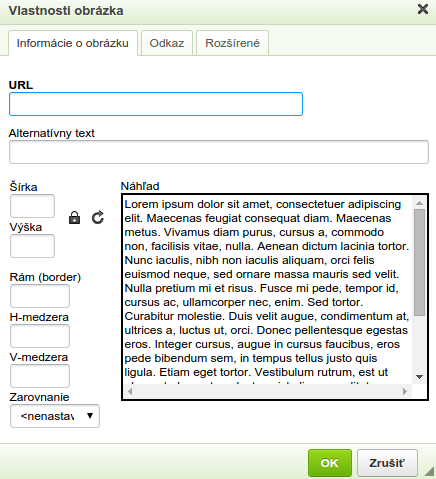 Vlastnosti obrázka
Informácie o obrázku
Odkaz
Rozšírené
URL
Alternatívny text
Šírka
Výška
Rám (border)
H-medzera
V-medzera
Zarovnanie
<nenastav
Náhľad
Lorem ipsum dolor sit amet, consectetuer adipiscing
elit. Maecenas feugiat consequat diam. Maecenas
metus. Vivamus diam purus, cursus a, commodo
non, facilisis vitae, nulla. Aenean dictum lacinia tortor.
Nunc iaculis, nibh non iaculis aliquam, orci felis
euismod neque, sed ornare massa mauris sed velit.
Nulla pretium mi et risus. Fusce mi pede, tempor id,
cursus ac, ullamcorper nec, enim. Sed tortor.
Curabitur molestie. Duis velit augue, condimentum at,
ultrices a, luctus ut, orci. Donec pellentesque egestas
eros. Integer cursus, augue in cursus faucibus, eros
pede bibendum sem, in tempus tellus justo quis
ligula. Etiam eget tortor. Vestibulum rutrum, est ut
OK
Zrušiť